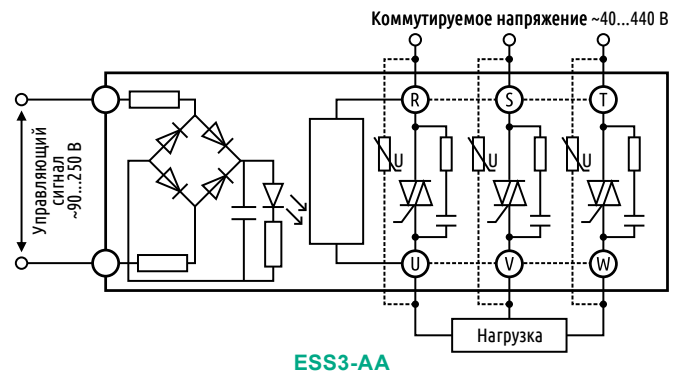 Коммутируемое напряжение ~40...440 В
R
S
T
Управляющий
сигнал
~90...250 В
U
U
U
U
V
W
Нагрузка
ESS3-AA